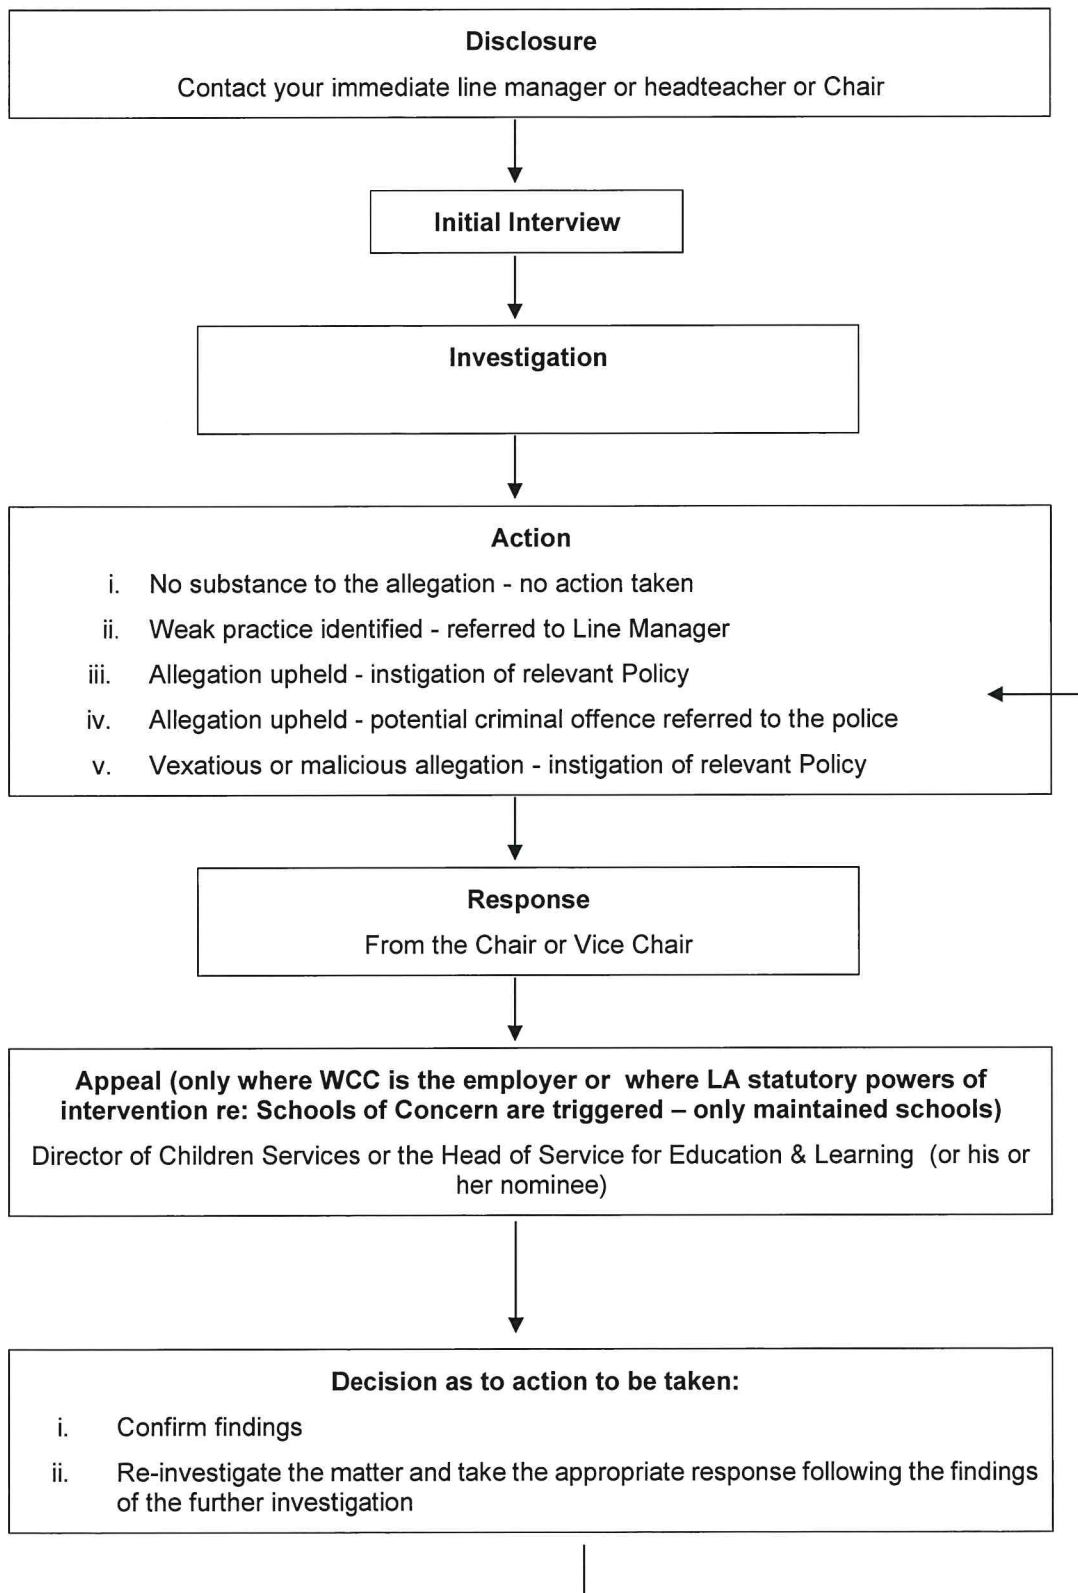 Disclosure
Contact your immediate line manager or headteacher or Chair
Initial Interview
Investigation
Action
i. No substance to the allegation - no action taken
ii. Weak practice identified - referred to Line Manager
iii. Allegation upheld - instigation of relevant Policy
iv. Allegation upheld - potential criminal offence referred to the police
v. Vexatious or malicious allegation - instigation of relevant Policy
Response
From the Chair or Vice Chair
Appeal (only where WCC is the employer or where LA statutory powers of
intervention re: Schools of Concern are triggered – only maintained schools)
Director of Children Services or the Head of Service for Education & Learning (or his or
her nominee)
Decision as to action to be taken:
i. Confirm findings
ii. Re-investigate the matter and take the appropriate response following the findings
of the further investigation